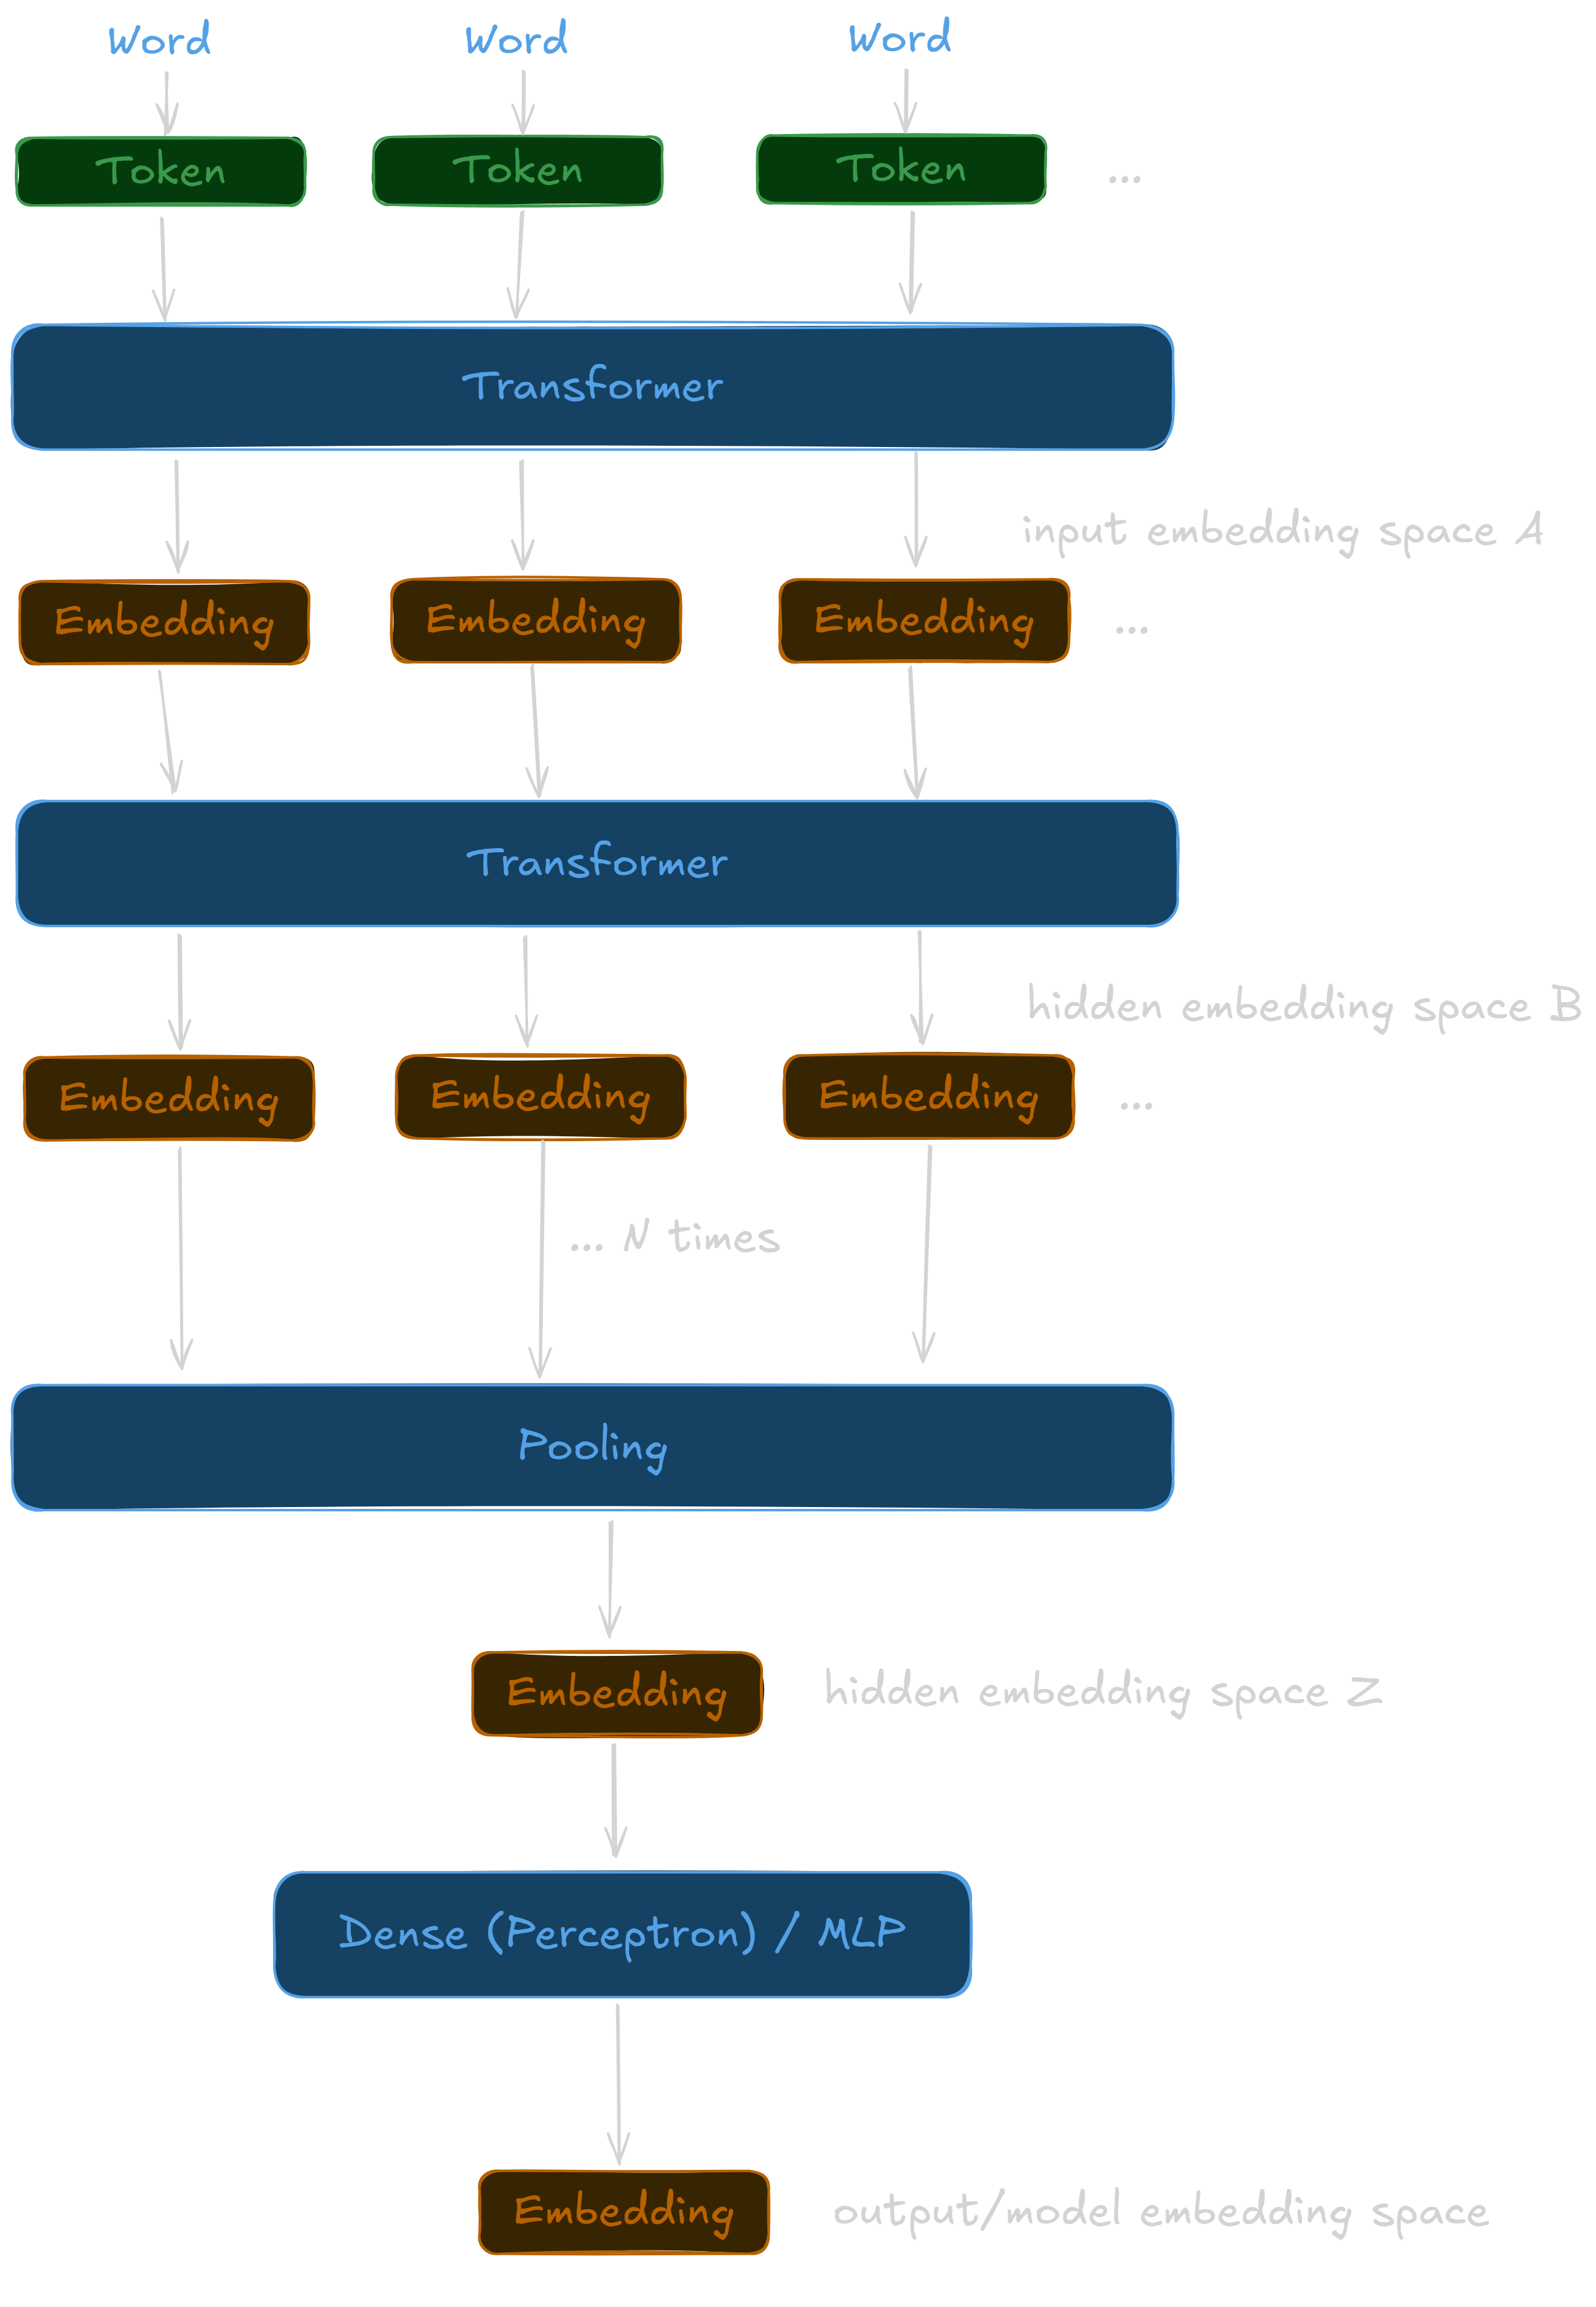 Word Word Word
Token Token Token ...
Transformer
input embedding space A
Embedding Embedding Embedding ...
Transformer
hidden embedding space B
Embedding Embedding Embedding ...
... N times
Pooling
Embedding hidden embedding space Z
Dense (Perceptron) / MLP
Embedding output/model embedding space